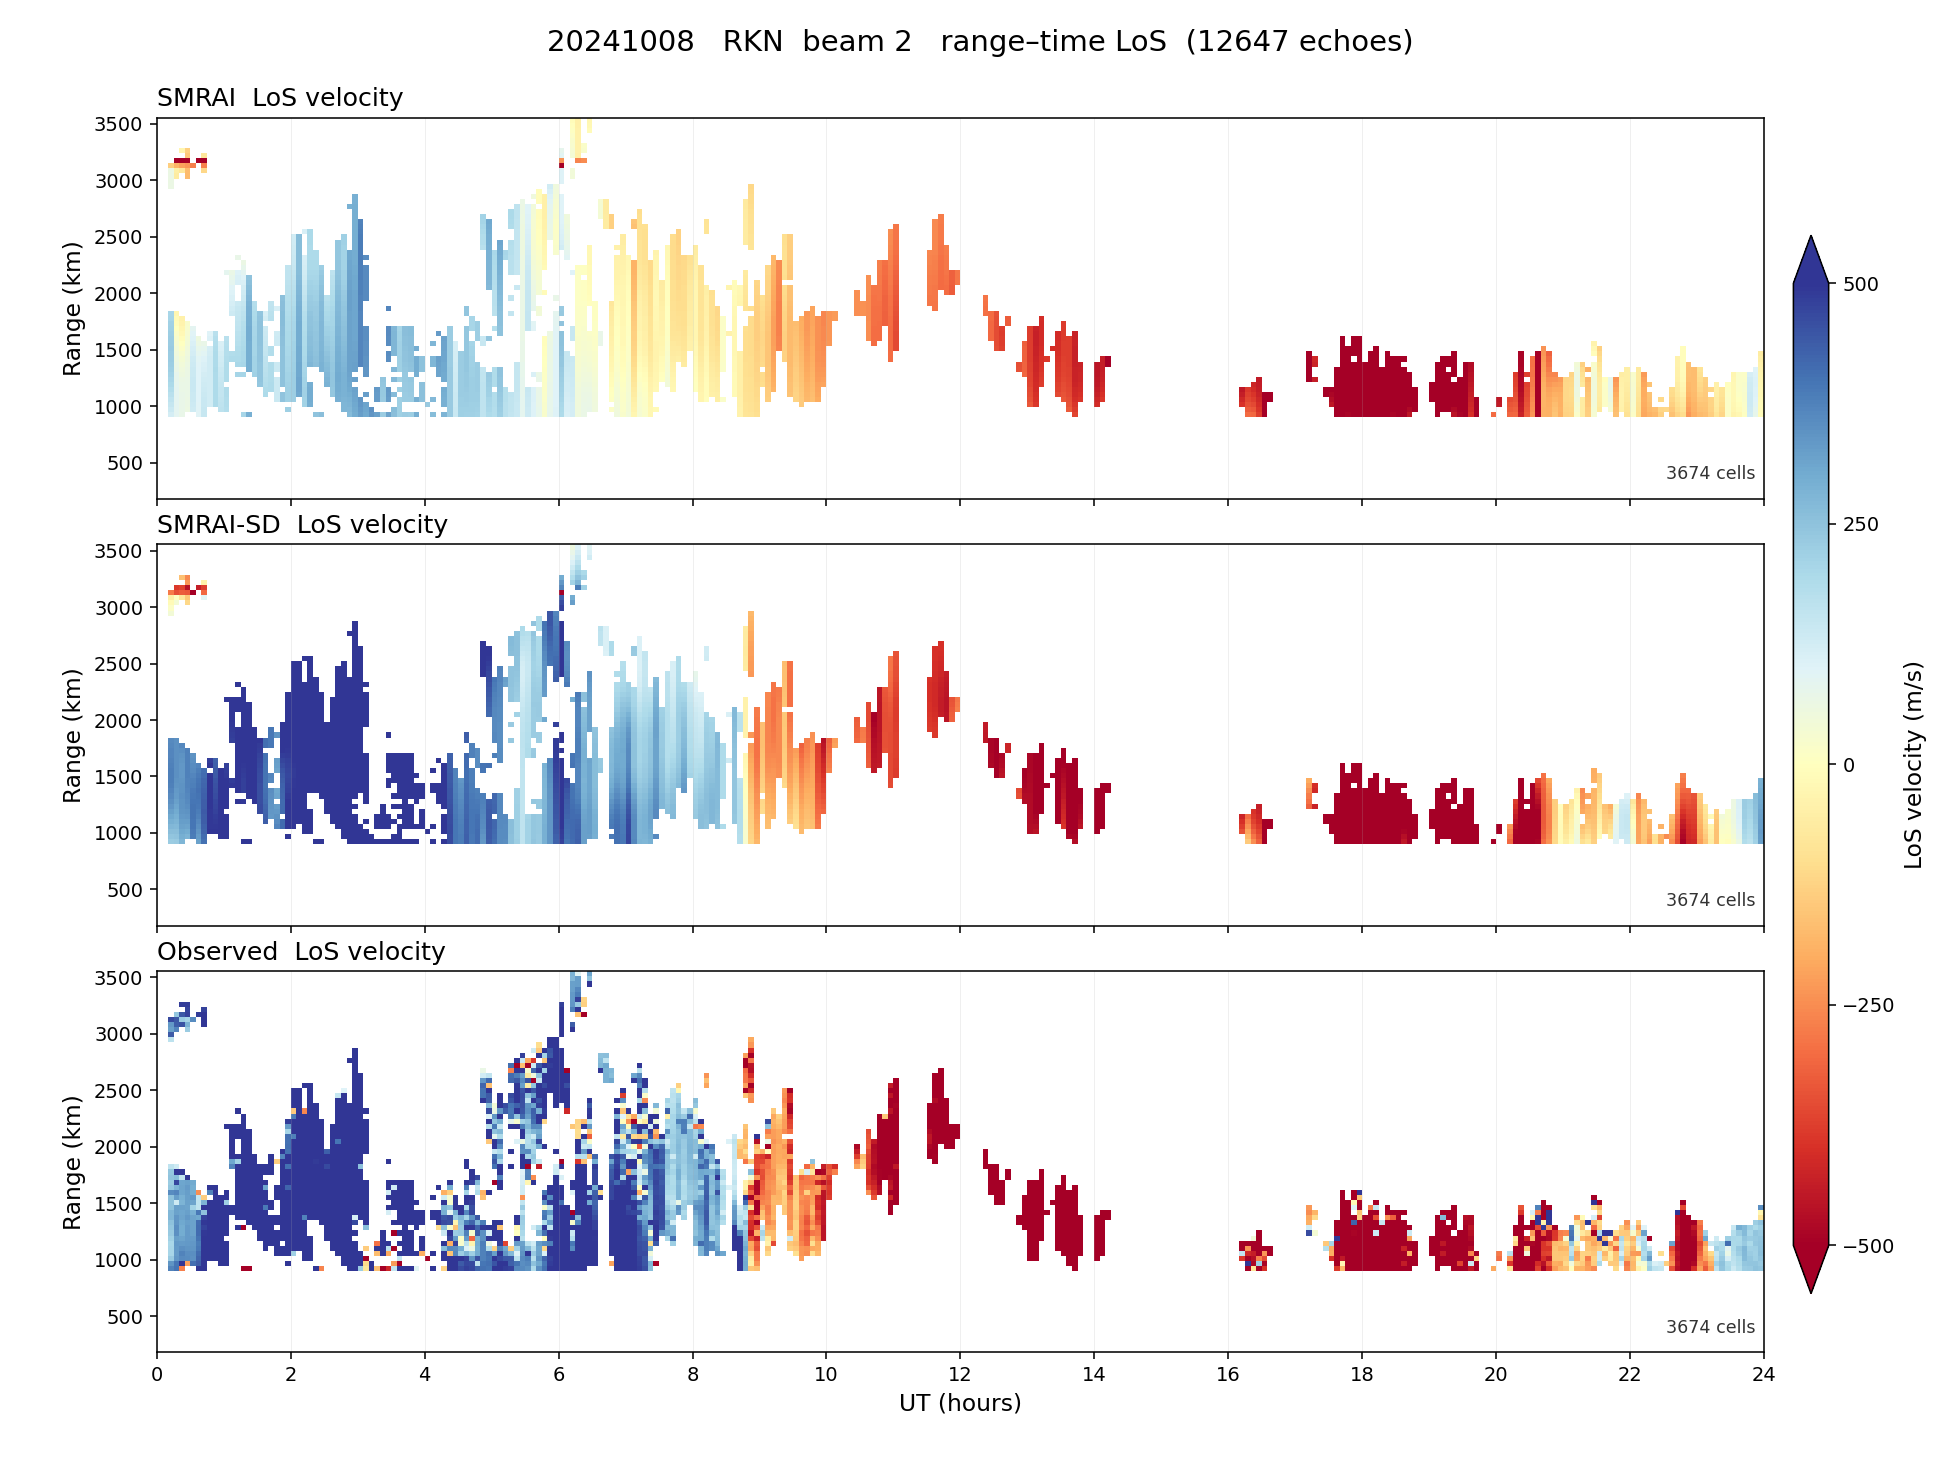 20241008   RKN  beam 2   range–time LoS  (12647 echoes)
SMRAI  LoS velocity
3500
3000
2500
2000
1500
1000
500
Range (km)
3674 cells
SMRAI-SD  LoS velocity
3500
3000
2500
2000
1500
1000
500
Range (km)
3674 cells
Observed  LoS velocity
3500
3000
2500
2000
1500
1000
500
Range (km)
3674 cells
0 2 4 6 8 10 12 14 16 18 20 22 24
UT (hours)
500
250
0
−250
−500
LoS velocity (m/s)